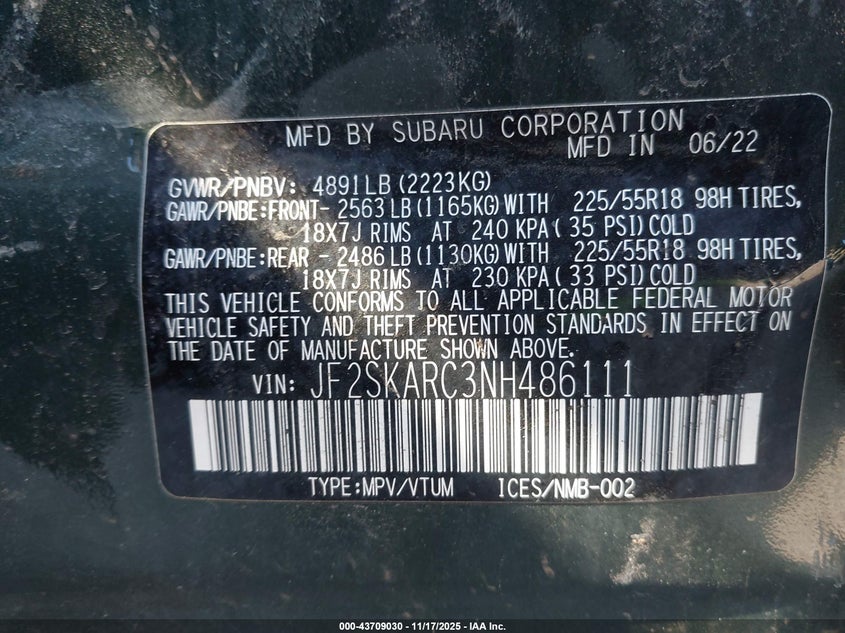 MFD BY SUBARU CORPORATION
MFD IN 06/22
GVWR/PNBV: 4891LB (2223KG)
GAWR/PNBE:FRONT- 2563LB (1165KG)WITH 225/55R18 98H TIRES,
18X7J RIMS AT 240 KPA( 35 PSI)COLD
GAWR/PNBE:REAR - 2486LB (1130KG)WITH 225/55R18 98H TIRES,
18X7J RIMS AT 230 KPA( 33 PSI)COLD
THIS VEHICLE CONFORMS TO ALL APPLICABLE FEDERAL MOTOR
VEHICLE SAFETY AND THEFT PREVENTION STANDARDS IN EFFECT ON
THE DATE OF MANUFACTURE SHOWN ABOVE.
VIN: JF2SKARC3NH486111
TYPE:MPV/VTUM ICES/NMB-002
000-43709030 - 11/17/2025 - IAA Inc.